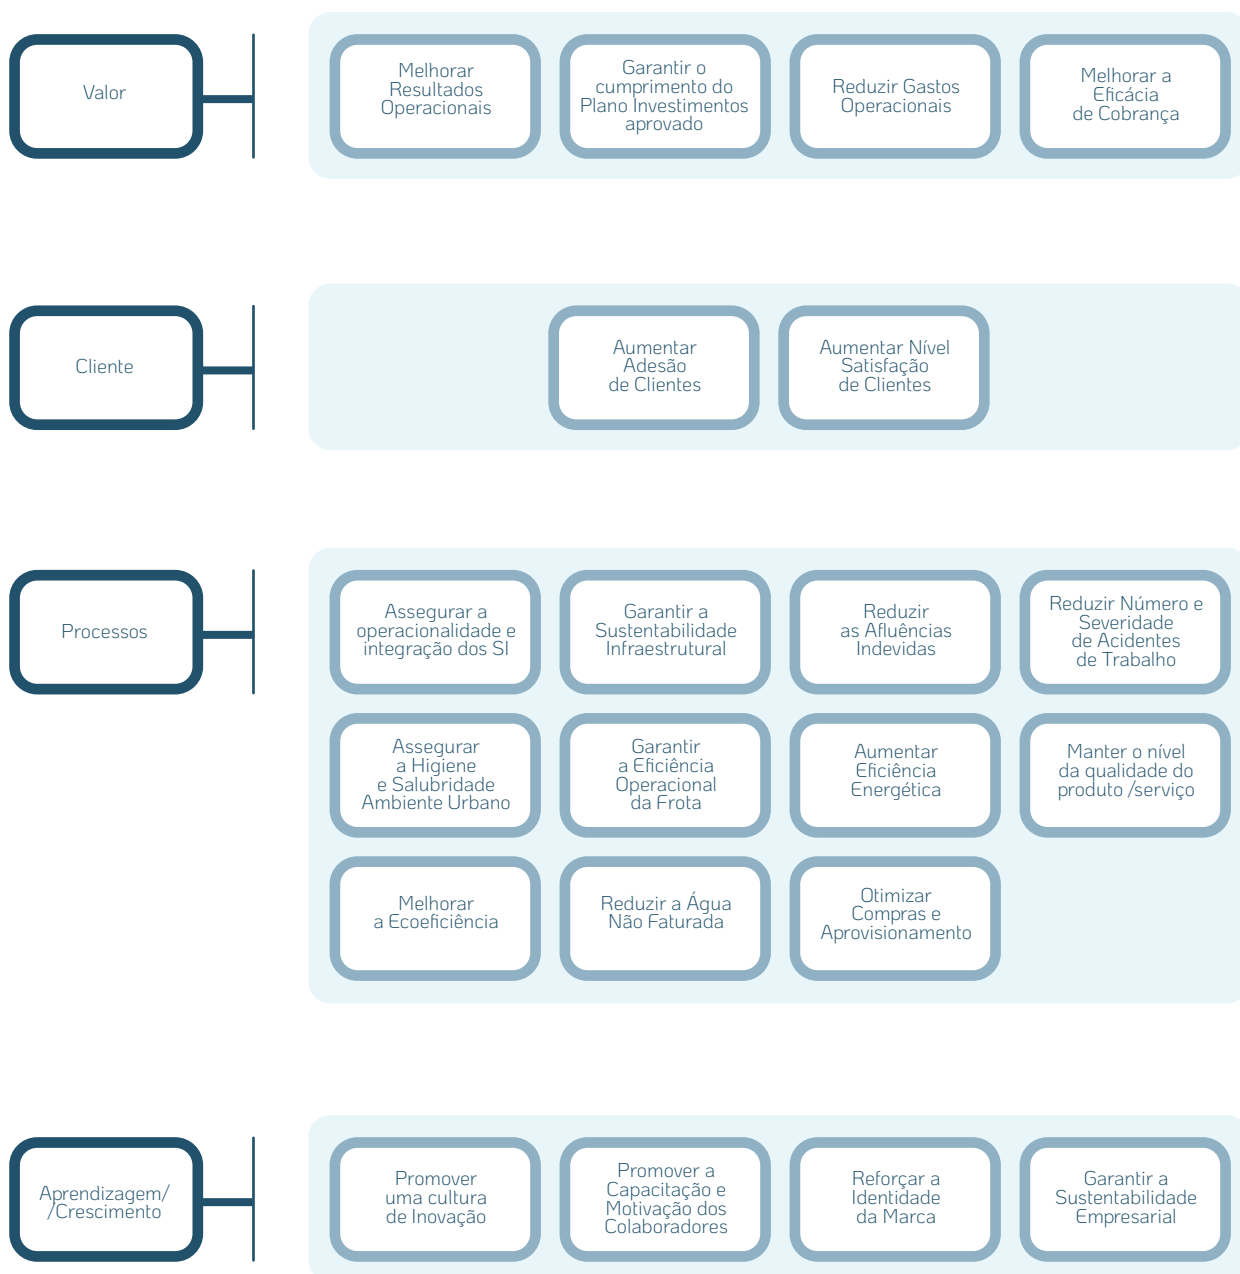 Valor
Melhorar
Resultados
Operacionais
Garantir o
cumprimento do
Plano Investimentos
aprovado
Reduzir Gastos
Operacionais
Melhorar a
Eficácia
de Cobrança
Cliente
Aumentar
Adesão
de Clientes
Aumentar Nível
Satisfação
de Clientes
Processos
Assegurar a
operacionalidade e
integração dos SI
Garantir a
Sustentabilidade
Infraestrutural
Reduzir
as Afluências
Indevidas
Reduzir Número e
Severidade
de Acidentes
de Trabalho
Assegurar
a Higiene
e Salubridade
Ambiente Urbano
Garantir
a Eficiência
Operacional
da Frota
Aumentar
Eficiência
Energética
Manter o nível
da qualidade do
produto /serviço
Melhorar
a Ecoeficiência
Reduzir a Água
Não Faturada
Otimizar
Compras e
Aprovisionamento
Aprendizagem/
/Crescimento
Promover
uma cultura
de Inovação
Promover a
Capacitação e
Motivação dos
Colaboradores
Reforçar a
Identidade
da Marca
Garantir a
Sustentabilidade
Empresarial